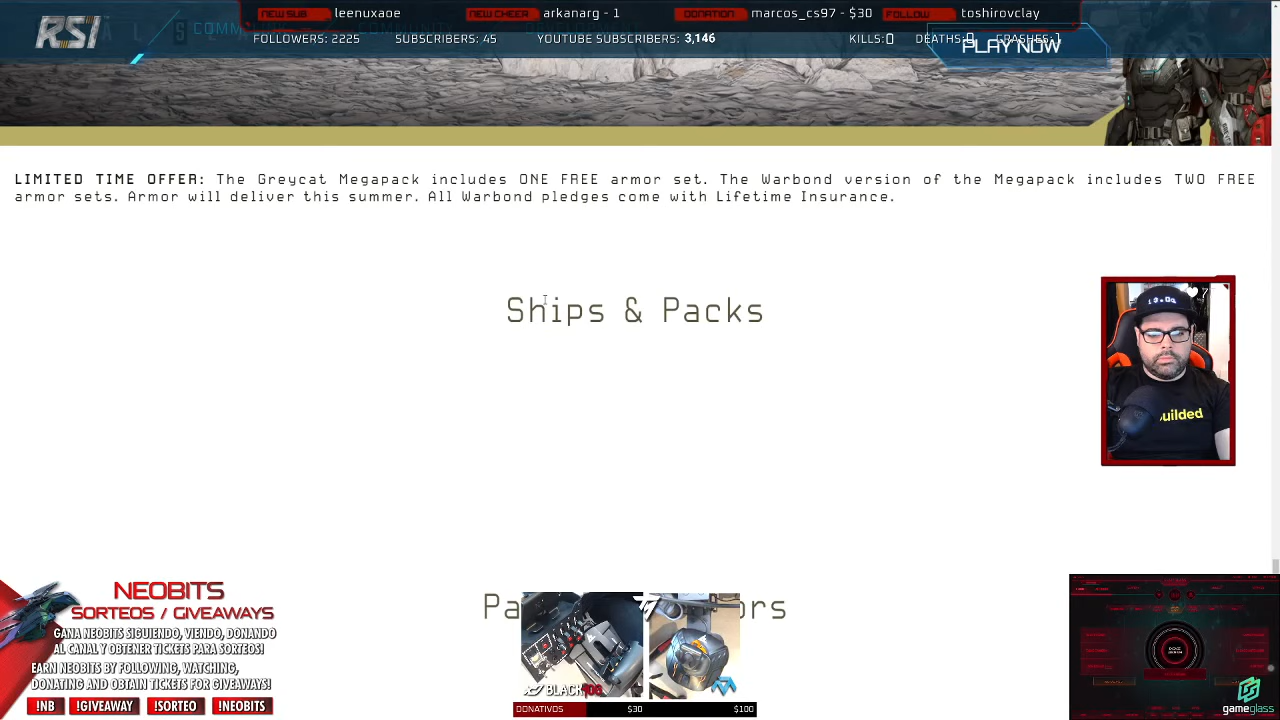 NEW SUB leenuxaoe NEW CHEER arkanarg - 1 DONATION marcos_cs97 - $30 FOLLOW toshirovclay
RSI
FOLLOWERS: 2225 SUBSCRIBERS: 45 YOUTUBE SUBSCRIBERS: 3,146 KILLS:0 DEATHS:0 CRASHES:1
PLAY NOW
LIMITED TIME OFFER: The Greycat Megapack includes ONE FREE armor set. The Warbond version of the Megapack includes TWO FREE
armor sets. Armor will deliver this summer. All Warbond pledges come with Lifetime Insurance.
Ships & Packs
7
uilded
NEOBITS
SORTEOS / GIVEAWAYS
GANA NEOBITS SIGUIENDO, VIENDO, DONANDO
AL CANAL Y OBTENER TICKETS PARA SORTEOS!
EARN NEOBITS BY FOLLOWING, WATCHING,
DONATING AND OBTAIN TICKETS FOR GIVEAWAYS!
!NB !GIVEAWAY !SORTEO !NEOBITS
DONATIVOS $30 $100
gameglass